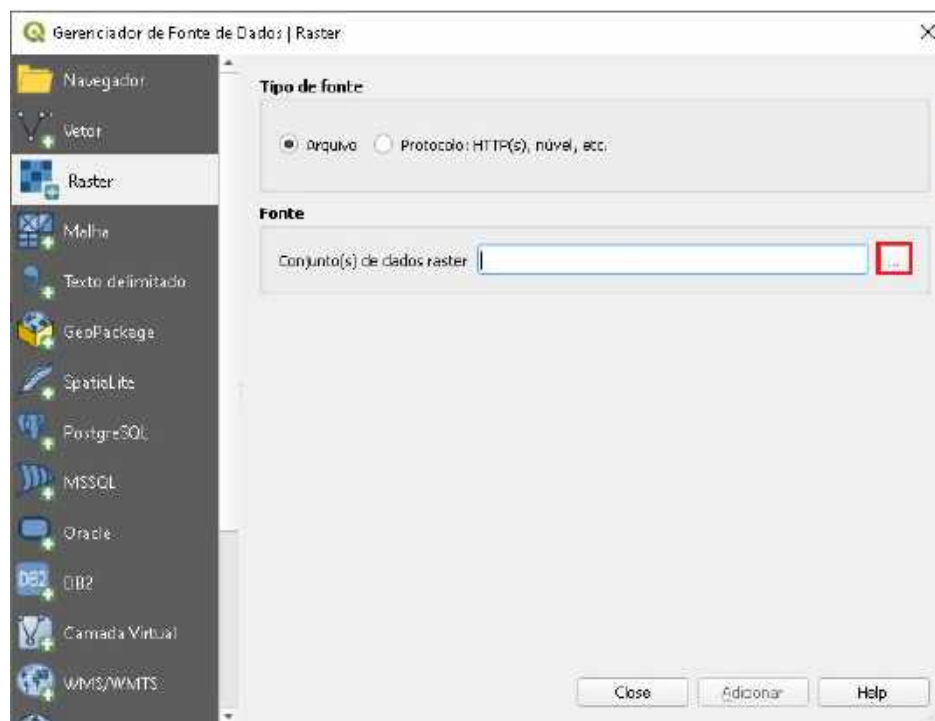 Gerenciador de Fonte de Dados | Raster
Navegador
Vetor
Raster
Malha
Texto delimitado
GeoPackage
SpatiaLite
PostgreSQL
MSSQL
Oracle
DB2
Camada Virtual
WMS/WMTS
Tipo de fonte
Arquivo Protocolo: HTTP(s), núvel, etc.
Fonte
Conjunto(s) de dados raster ...
Close Adicionar Help